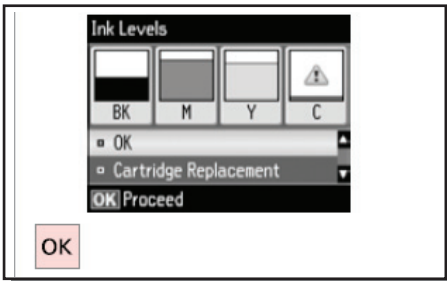 Ink Levels
BK M Y C
OK
Cartridge Replacement
OK Proceed
OK